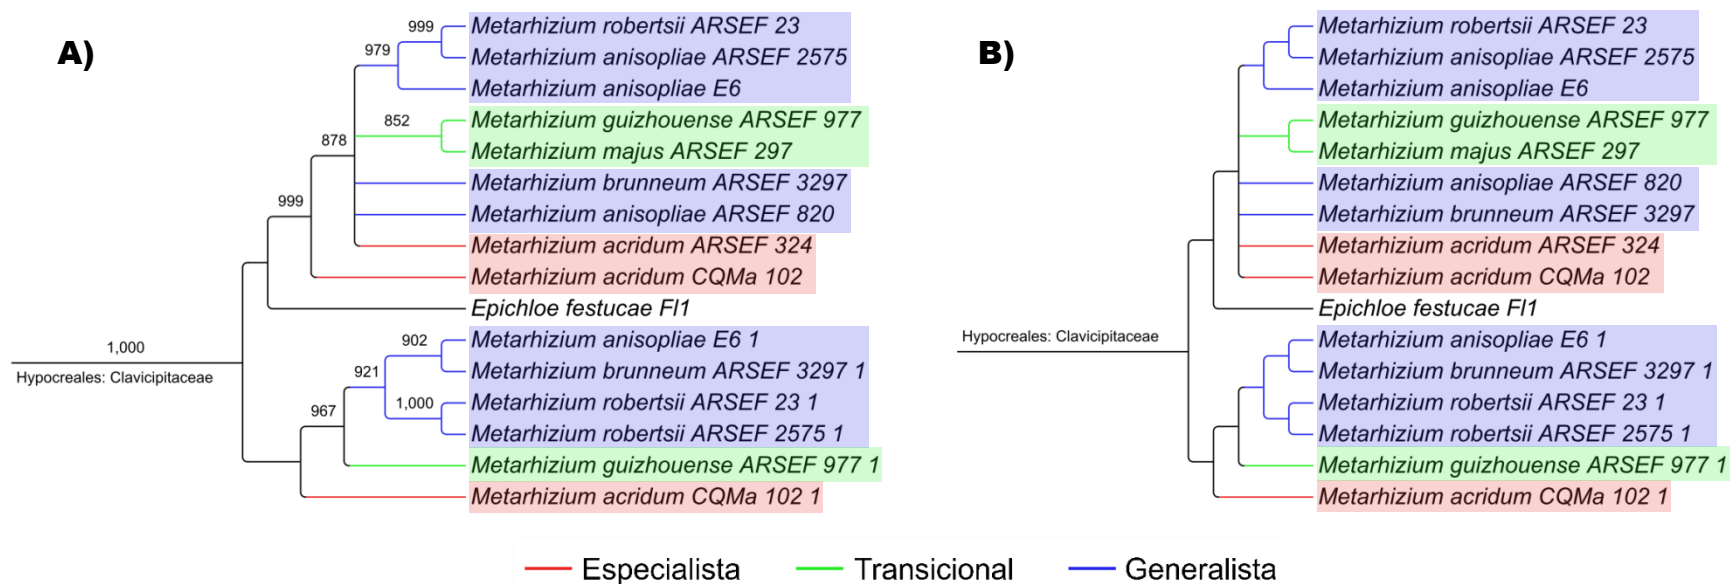 A)
999
979
852
878
999
1,000
Hypocreales: Clavicipitaceae
902
921
1,000
967
Metarhizium robertsii ARSEF 23
Metarhizium anisopliae ARSEF 2575
Metarhizium anisopliae E6
Metarhizium guizhouense ARSEF 977
Metarhizium majus ARSEF 297
Metarhizium brunneum ARSEF 3297
Metarhizium anisopliae ARSEF 820
Metarhizium acridum ARSEF 324
Metarhizium acridum CQMa 102
Epichloe festucae Fl1
Metarhizium anisopliae E6 1
Metarhizium brunneum ARSEF 3297 1
Metarhizium robertsii ARSEF 23 1
Metarhizium robertsii ARSEF 2575 1
Metarhizium guizhouense ARSEF 977 1
Metarhizium acridum CQMa 102 1
B)
Hypocreales: Clavicipitaceae
Metarhizium robertsii ARSEF 23
Metarhizium anisopliae ARSEF 2575
Metarhizium anisopliae E6
Metarhizium guizhouense ARSEF 977
Metarhizium majus ARSEF 297
Metarhizium anisopliae ARSEF 820
Metarhizium brunneum ARSEF 3297
Metarhizium acridum ARSEF 324
Metarhizium acridum CQMa 102
Epichloe festucae Fl1
Metarhizium anisopliae E6 1
Metarhizium brunneum ARSEF 3297 1
Metarhizium robertsii ARSEF 23 1
Metarhizium robertsii ARSEF 2575 1
Metarhizium guizhouense ARSEF 977 1
Metarhizium acridum CQMa 102 1
Especialista
Transicional
Generalista